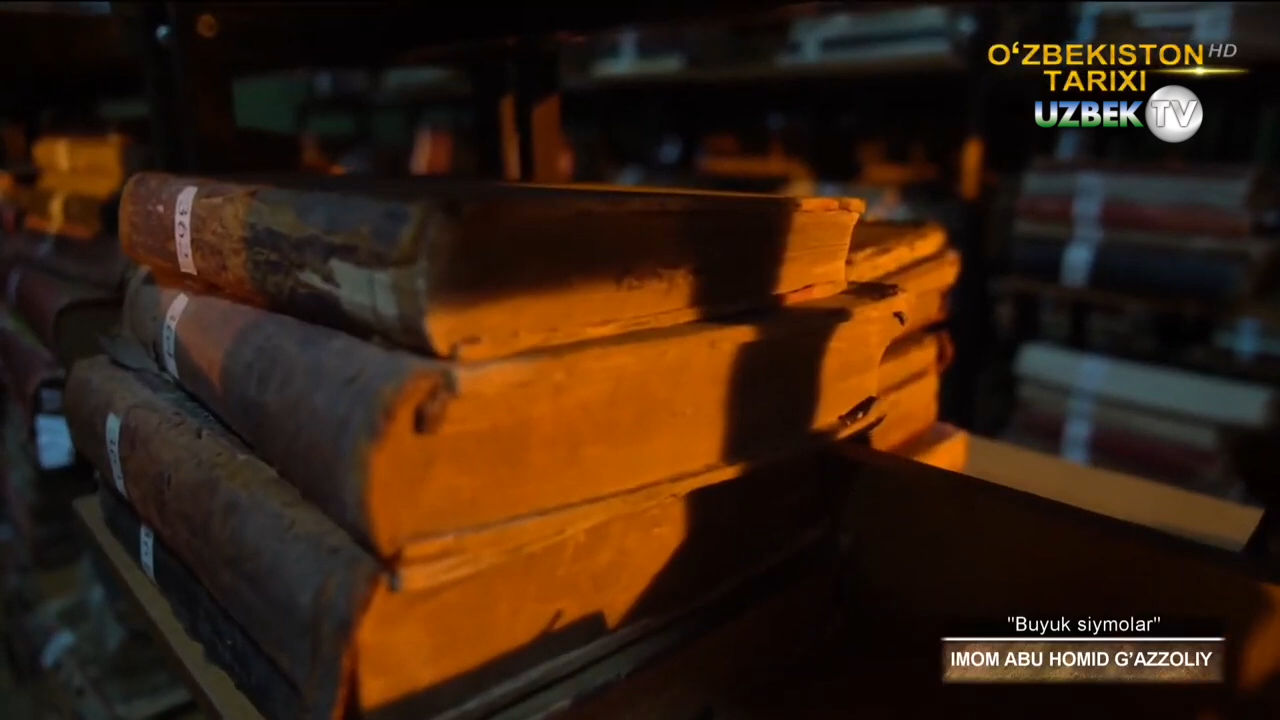 O‘ZBEKISTON HD
TARIXI
UZBEK TV
"Buyuk siymolar"
IMOM ABU HOMID G’AZZOLIY